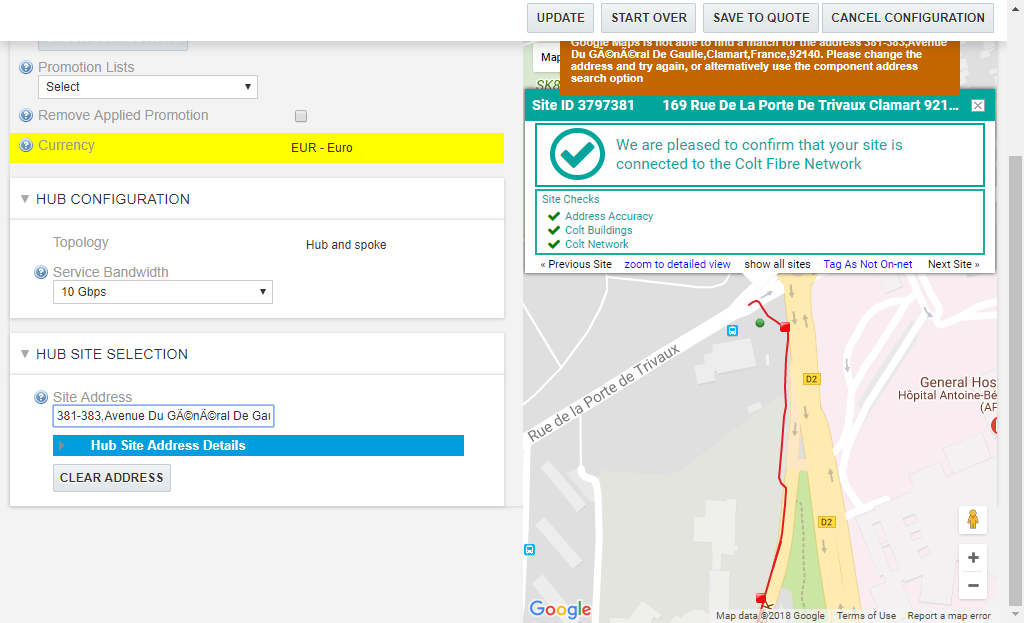 UPDATE
START OVER
SAVE TO QUOTE
CANCEL CONFIGURATION
Promotion Lists
Select
Remove Applied Promotion
Currency
EUR - Euro
HUB CONFIGURATION
Topology
Hub and spoke
Service Bandwidth
10 Gbps
HUB SITE SELECTION
Site Address
381-383,Avenue Du GÃ©nÃ©ral De Gau
Hub Site Address Details
CLEAR ADDRESS
Map
Google Maps is not able to find a match for the address 381-383,Avenue
Du GÃ©nÃ©ral De Gaulle,Clamart,France,92140. Please change the
address and try again, or alternatively use the component address
search option
Site ID 3797381
169 Rue De La Porte De Trivaux Clamart 921...
We are pleased to confirm that your site is
connected to the Colt Fibre Network
Site Checks
Address Accuracy
Colt Buildings
Colt Network
« Previous Site
zoom to detailed view
show all sites
Tag As Not On-net
Next Site »
Rue de la Porte de Trivaux
D2
General Hos
Hôpital Antoine-Bé
(AP
D2
Google
Map data ©2018 Google
Terms of Use
Report a map error